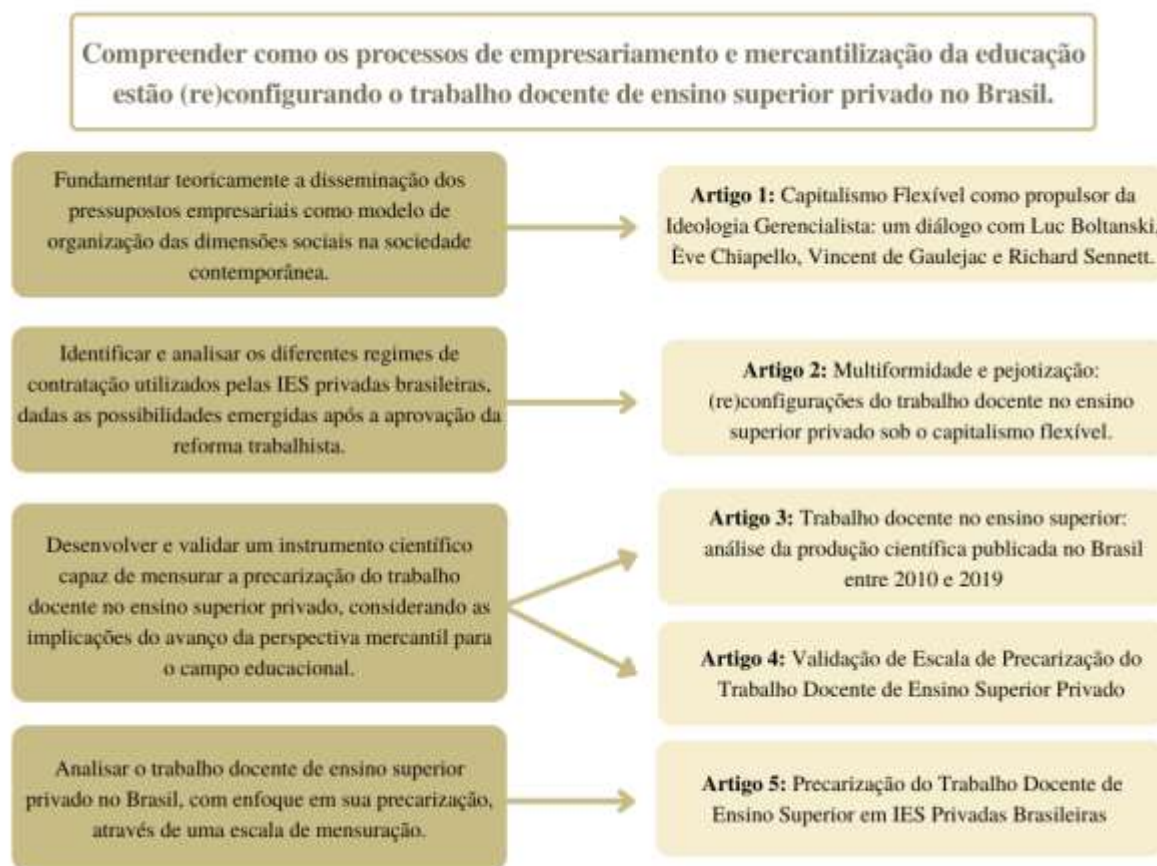 Compreender como os processos de empresariamento e mercantilização da educação
estão (re)configurando o trabalho docente de ensino superior privado no Brasil.
Fundamentar teoricamente a disseminação dos
pressupostos empresariais como modelo de
organização das dimensões sociais na sociedade
contemporânea.
Artigo 1: Capitalismo Flexível como propulsor da
Ideologia Gerencialista: um diálogo com Luc Boltanski,
Ève Chiapello, Vincent de Gaulejac e Richard Sennett.
Identificar e analisar os diferentes regimes de
contratação utilizados pelas IES privadas brasileiras,
dadas as possibilidades emergidas após a aprovação da
reforma trabalhista.
Artigo 2: Multiformidade e pejotização:
(re)configurações do trabalho docente no ensino
superior privado sob o capitalismo flexível.
Desenvolver e validar um instrumento científico
capaz de mensurar a precarização do trabalho
docente no ensino superior privado, considerando as
implicações do avanço da perspectiva mercantil para
o campo educacional.
Artigo 3: Trabalho docente no ensino superior:
análise da produção científica publicada no Brasil
entre 2010 e 2019
Artigo 4: Validação de Escala de Precarização do
Trabalho Docente de Ensino Superior Privado
Analisar o trabalho docente de ensino superior
privado no Brasil, com enfoque em sua precarização,
através de uma escala de mensuração.
Artigo 5: Precarização do Trabalho Docente de
Ensino Superior em IES Privadas Brasileiras